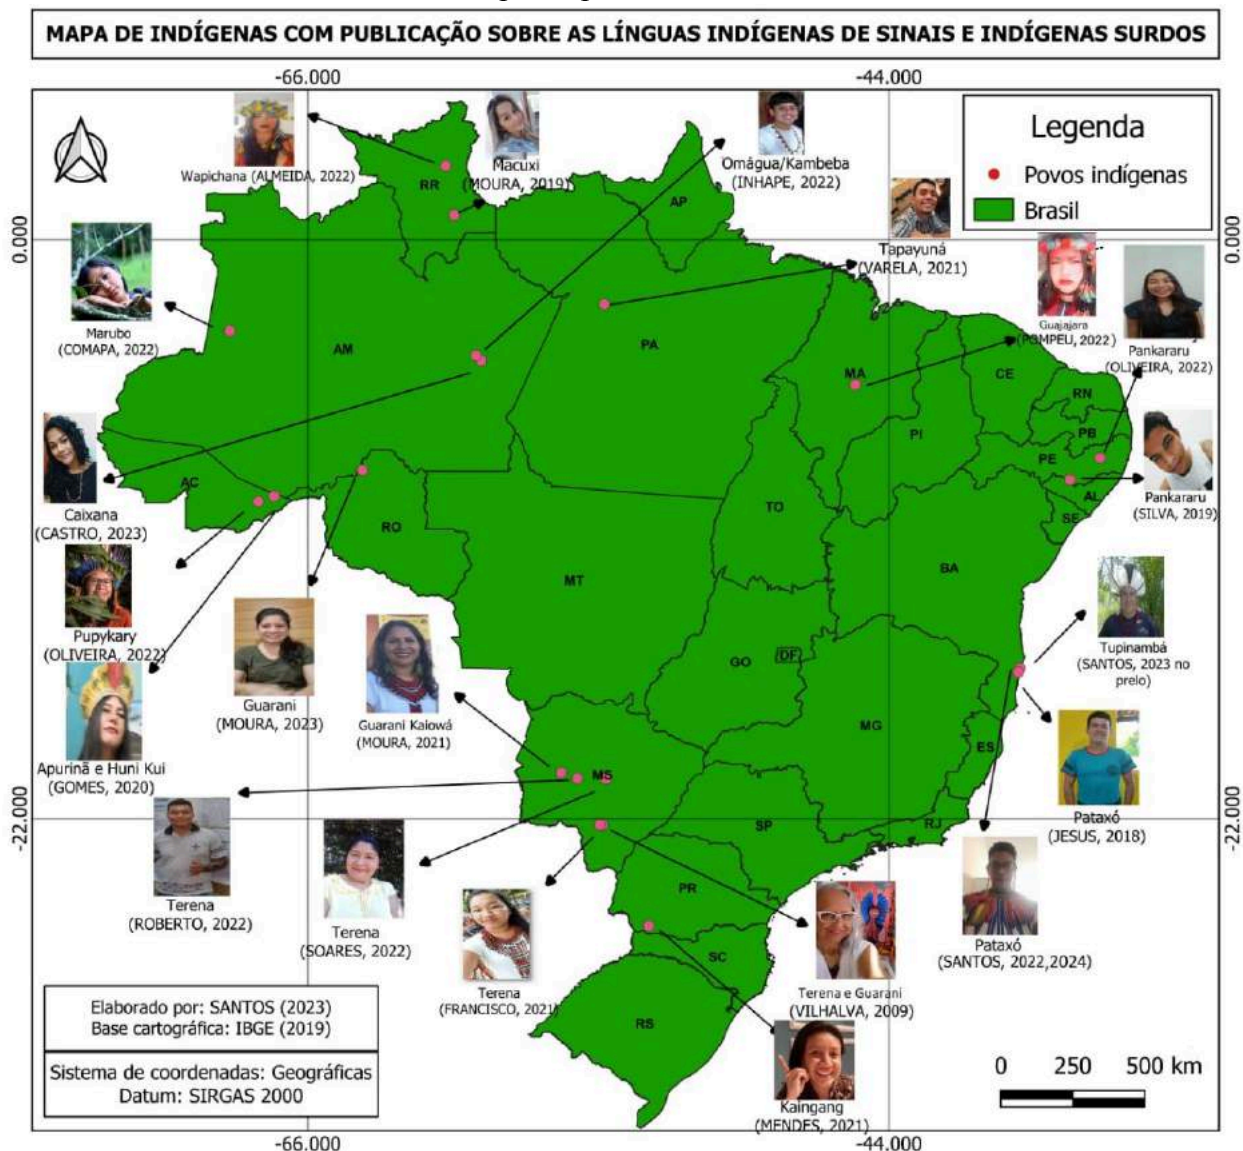 MAPA DE INDÍGENAS COM PUBLICAÇÃO SOBRE AS LÍNGUAS INDÍGENAS DE SINAIS E INDÍGENAS SURDOS
-66.000
-44.000
Legenda
Povos indígenas
Brasil
Wapichana (ALMEIDA, 2022)
Macuxi
(MOURA, 2019)
Omágua/Kambeba
(INHAPE, 2022)
Tapayuná
(VARELA, 2021)
Guajajara
(POMPEU, 2022)
Pankararu
(OLIVEIRA, 2022)
Marubo
(COMAPA, 2022)
Pankararu
(SILVA, 2019)
Caixana
(CASTRO, 2023)
Pupykary
(OLIVEIRA, 2022)
Apurinã e Huni Kui
(GOMES, 2020)
Guarani
(MOURA, 2023)
Guarani Kaiowá
(MOURA, 2021)
Tupinambá
(SANTOS, 2023 no
prelo)
Pataxó
(JESUS, 2018)
Terena
(ROBERTO, 2022)
Terena
(SOARES, 2022)
Terena
(FRANCISCO, 2021)
Terena e Guarani
(VILHALVA, 2009)
Pataxó
(SANTOS, 2022,2024)
Kaingang
(MENDES, 2021)
RR
AP
AM
PA
MA
CE
RN
PB
PE
PI
AL
SE
AC
RO
TO
MT
BA
GO
DF
MG
ES
MS
SP
RJ
PR
SC
RS
0.000
0.000
-22.000
-22.000
Elaborado por: SANTOS (2023)
Base cartográfica: IBGE (2019)
Sistema de coordenadas: Geográficas
Datum: SIRGAS 2000
0 250 500 km
-66.000
-44.000